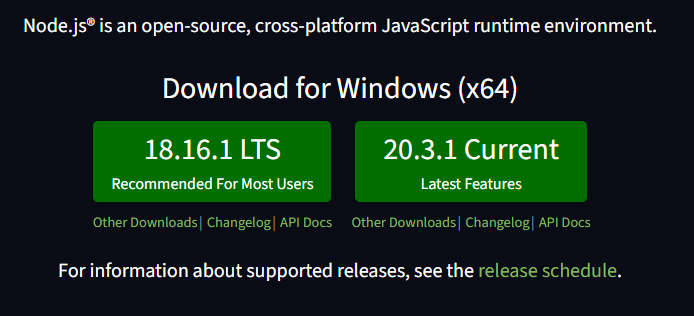 Node.js® is an open-source, cross-platform JavaScript runtime environment.
Download for Windows (x64)
18.16.1 LTS
Recommended For Most Users
20.3.1 Current
Latest Features
Other Downloads| Changelog| API Docs
Other Downloads| Changelog| API Docs
For information about supported releases, see the release schedule.